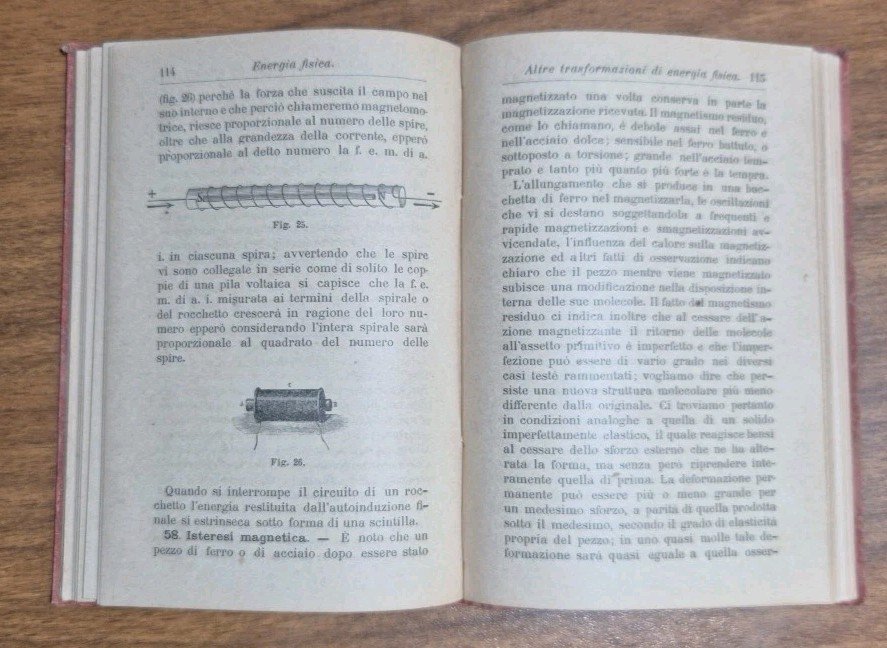 114
Energia fisica.
(fig. 26) perchè la forza che suscita il campo nel
suo interno e che perciò chiameremo magnetomo-
trice, riesce proporzionale al numero delle spire,
oltre che alla grandezza della corrente, epperò
proporzionale al detto numero la f. e. m. di a.
+
S
N
−
Fig. 25.
i. in ciascuna spira; avvertendo che le spire
vi sono collegate in serie come di solito le cop-
pie di una pila voltaica si capisce che la f. e.
m. di a. i. misurata ai termini della spirale o
del rocchetto crescerà in ragione del loro nu-
mero epperò considerando l'intera spirale sarà
proporzionale al quadrato del numero delle
spire.
Fig. 26.
Quando si interrompe il circuito di un roc-
chetto l'energia restituita dall'autoinduzione fi-
nale si estrinseca sotto forma di una scintilla.
58. Isteresi magnetica. — È noto che un
pezzo di ferro o di acciaio dopo essere stato
Altre trasformazioni di energia fisica. 115
magnetizzato una volta conserva in parte la
magnetizzazione ricevuta. Il magnetismo residuo,
come lo chiamano, è debole assai nel ferro e
nell'acciaio dolce; sensibile nel ferro battuto, o
sottoposto a torsione; grande nell'acciaio tem-
prato e tanto più quanto più forte è la tempra.
L'allungamento che si produce in una bac-
chetta di ferro nel magnetizzarla, le oscillazioni
che vi si destano soggettandola a frequenti e
rapide magnetizzazioni e smagnetizzazioni av-
vicendate, l'influenza del calore sulla magnetiz-
zazione ed altri fatti di osservazione indicano
chiaro che il pezzo mentre viene magnetizzato
subisce una modificazione nella disposizione in-
terna delle sue molecole. Il fatto del magnetismo
residuo ci indica inoltre che al cessare dell'a-
zione magnetizzante il ritorno delle molecole
all'assetto primitivo è imperfetto e che l'imper-
fezione può essere di vario grado nei diversi
casi testè rammentati; vogliamo dire che per-
siste una nuova struttura molecolare più meno
differente dalla originale. Ci troviamo pertanto
in condizioni analoghe a quella di un solido
imperfettamente elastico, il quale reagisce bensì
al cessare dello sforzo esterno che ne ha alte-
rata la forma, ma senza però riprendere inte-
ramente quella di prima. La deformazione per-
manente può essere più o meno grande per
un medesimo sforzo, a parità di quella prodotta
sotto il medesimo, secondo il grado di elasticità
propria del pezzo; in uno quasi molle tale de-
formazione sarà quasi eguale a quella osser-